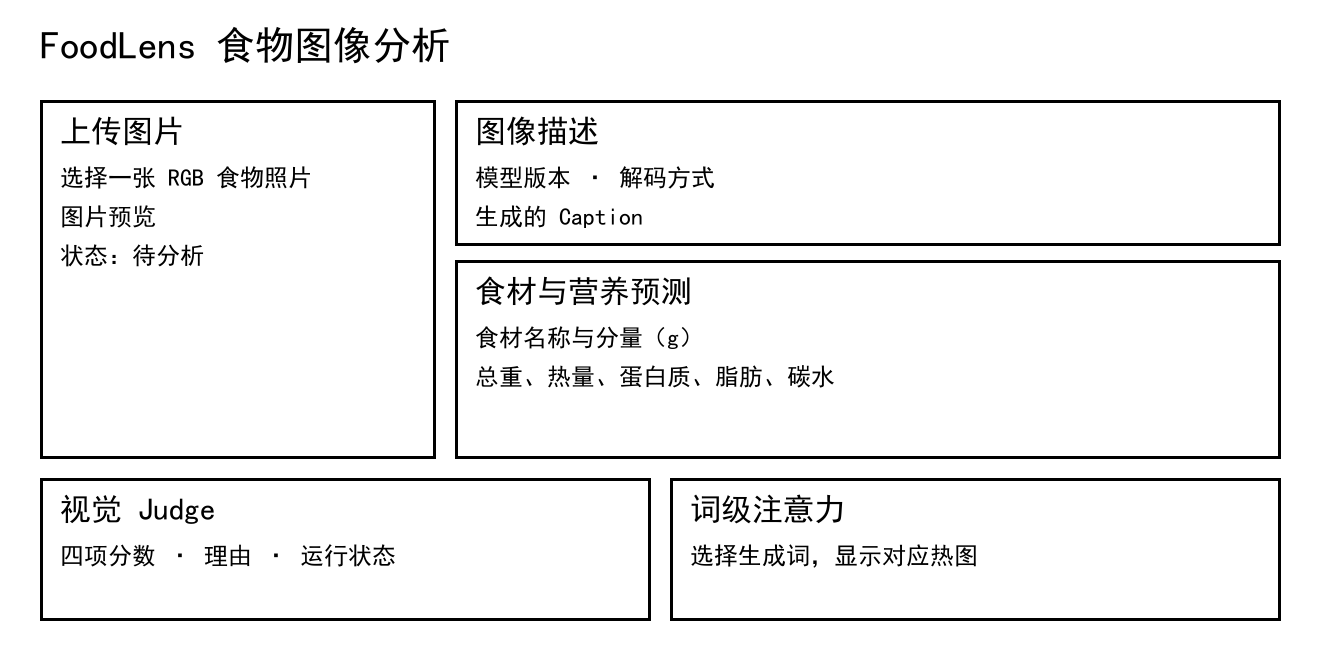 FoodLens 食物图像分析
上传图片
选择一张 RGB 食物照片
图片预览
状态：待分析
图像描述
模型版本 · 解码方式
生成的 Caption
食材与营养预测
食材名称与分量（g）
总重、热量、蛋白质、脂肪、碳水
视觉 Judge
四项分数 · 理由 · 运行状态
词级注意力
选择生成词，显示对应热图